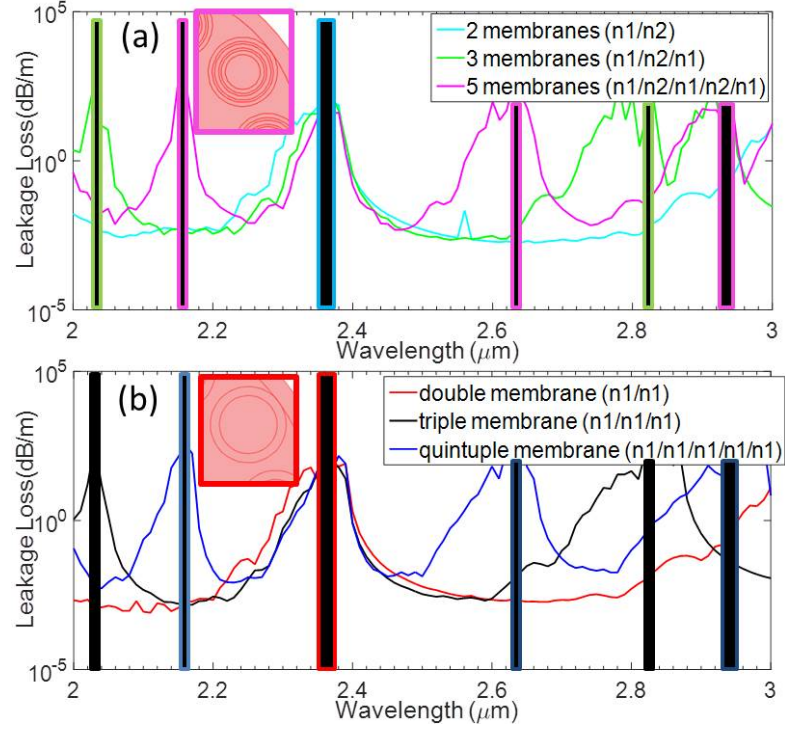 10^5
(a)
2 membranes (n1/n2)
3 membranes (n1/n2/n1)
5 membranes (n1/n2/n1/n2/n1)
Leakage Loss(dB/m)
10^0
10^-5
2 2.2 2.4 2.6 2.8 3
Wavelength (μm)
10^5
(b)
double membrane (n1/n1)
triple membrane (n1/n1/n1)
quintuple membrane (n1/n1/n1/n1/n1)
Leakage Loss(dB/m)
10^0
10^-5
2 2.2 2.4 2.6 2.8 3
Wavelength (μm)